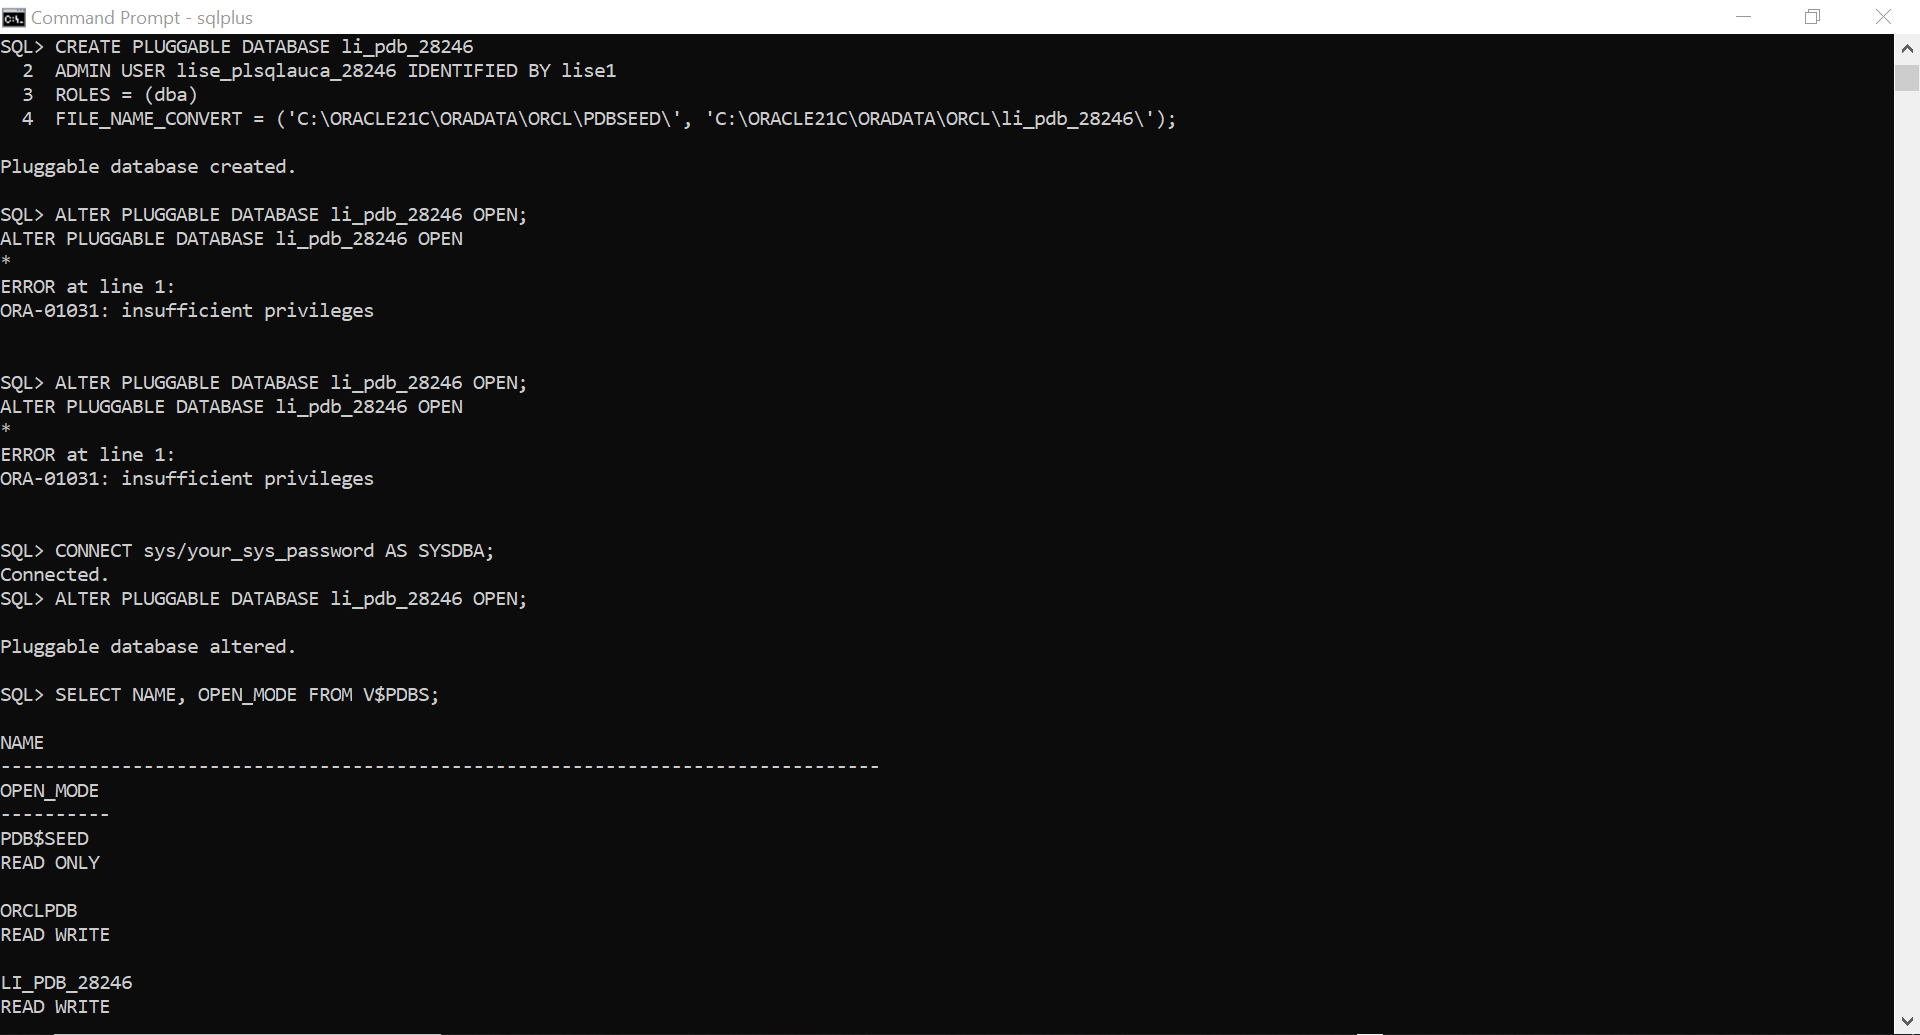 Command Prompt - sqlplus
SQL> CREATE PLUGGABLE DATABASE li_pdb_28246
  2  ADMIN USER lise_plsqlauca_28246 IDENTIFIED BY lise1
  3  ROLES = (dba)
  4  FILE_NAME_CONVERT = ('C:\ORACLE21C\ORADATA\ORCL\PDBSEED\', 'C:\ORACLE21C\ORADATA\ORCL\li_pdb_28246\');
Pluggable database created.
SQL> ALTER PLUGGABLE DATABASE li_pdb_28246 OPEN;
ALTER PLUGGABLE DATABASE li_pdb_28246 OPEN
*
ERROR at line 1:
ORA-01031: insufficient privileges
SQL> ALTER PLUGGABLE DATABASE li_pdb_28246 OPEN;
ALTER PLUGGABLE DATABASE li_pdb_28246 OPEN
*
ERROR at line 1:
ORA-01031: insufficient privileges
SQL> CONNECT sys/your_sys_password AS SYSDBA;
Connected.
SQL> ALTER PLUGGABLE DATABASE li_pdb_28246 OPEN;
Pluggable database altered.
SQL> SELECT NAME, OPEN_MODE FROM V$PDBS;
NAME
--------------------------------------------------------------------------------
OPEN_MODE
----------
PDB$SEED
READ ONLY
ORCLPDB
READ WRITE
LI_PDB_28246
READ WRITE